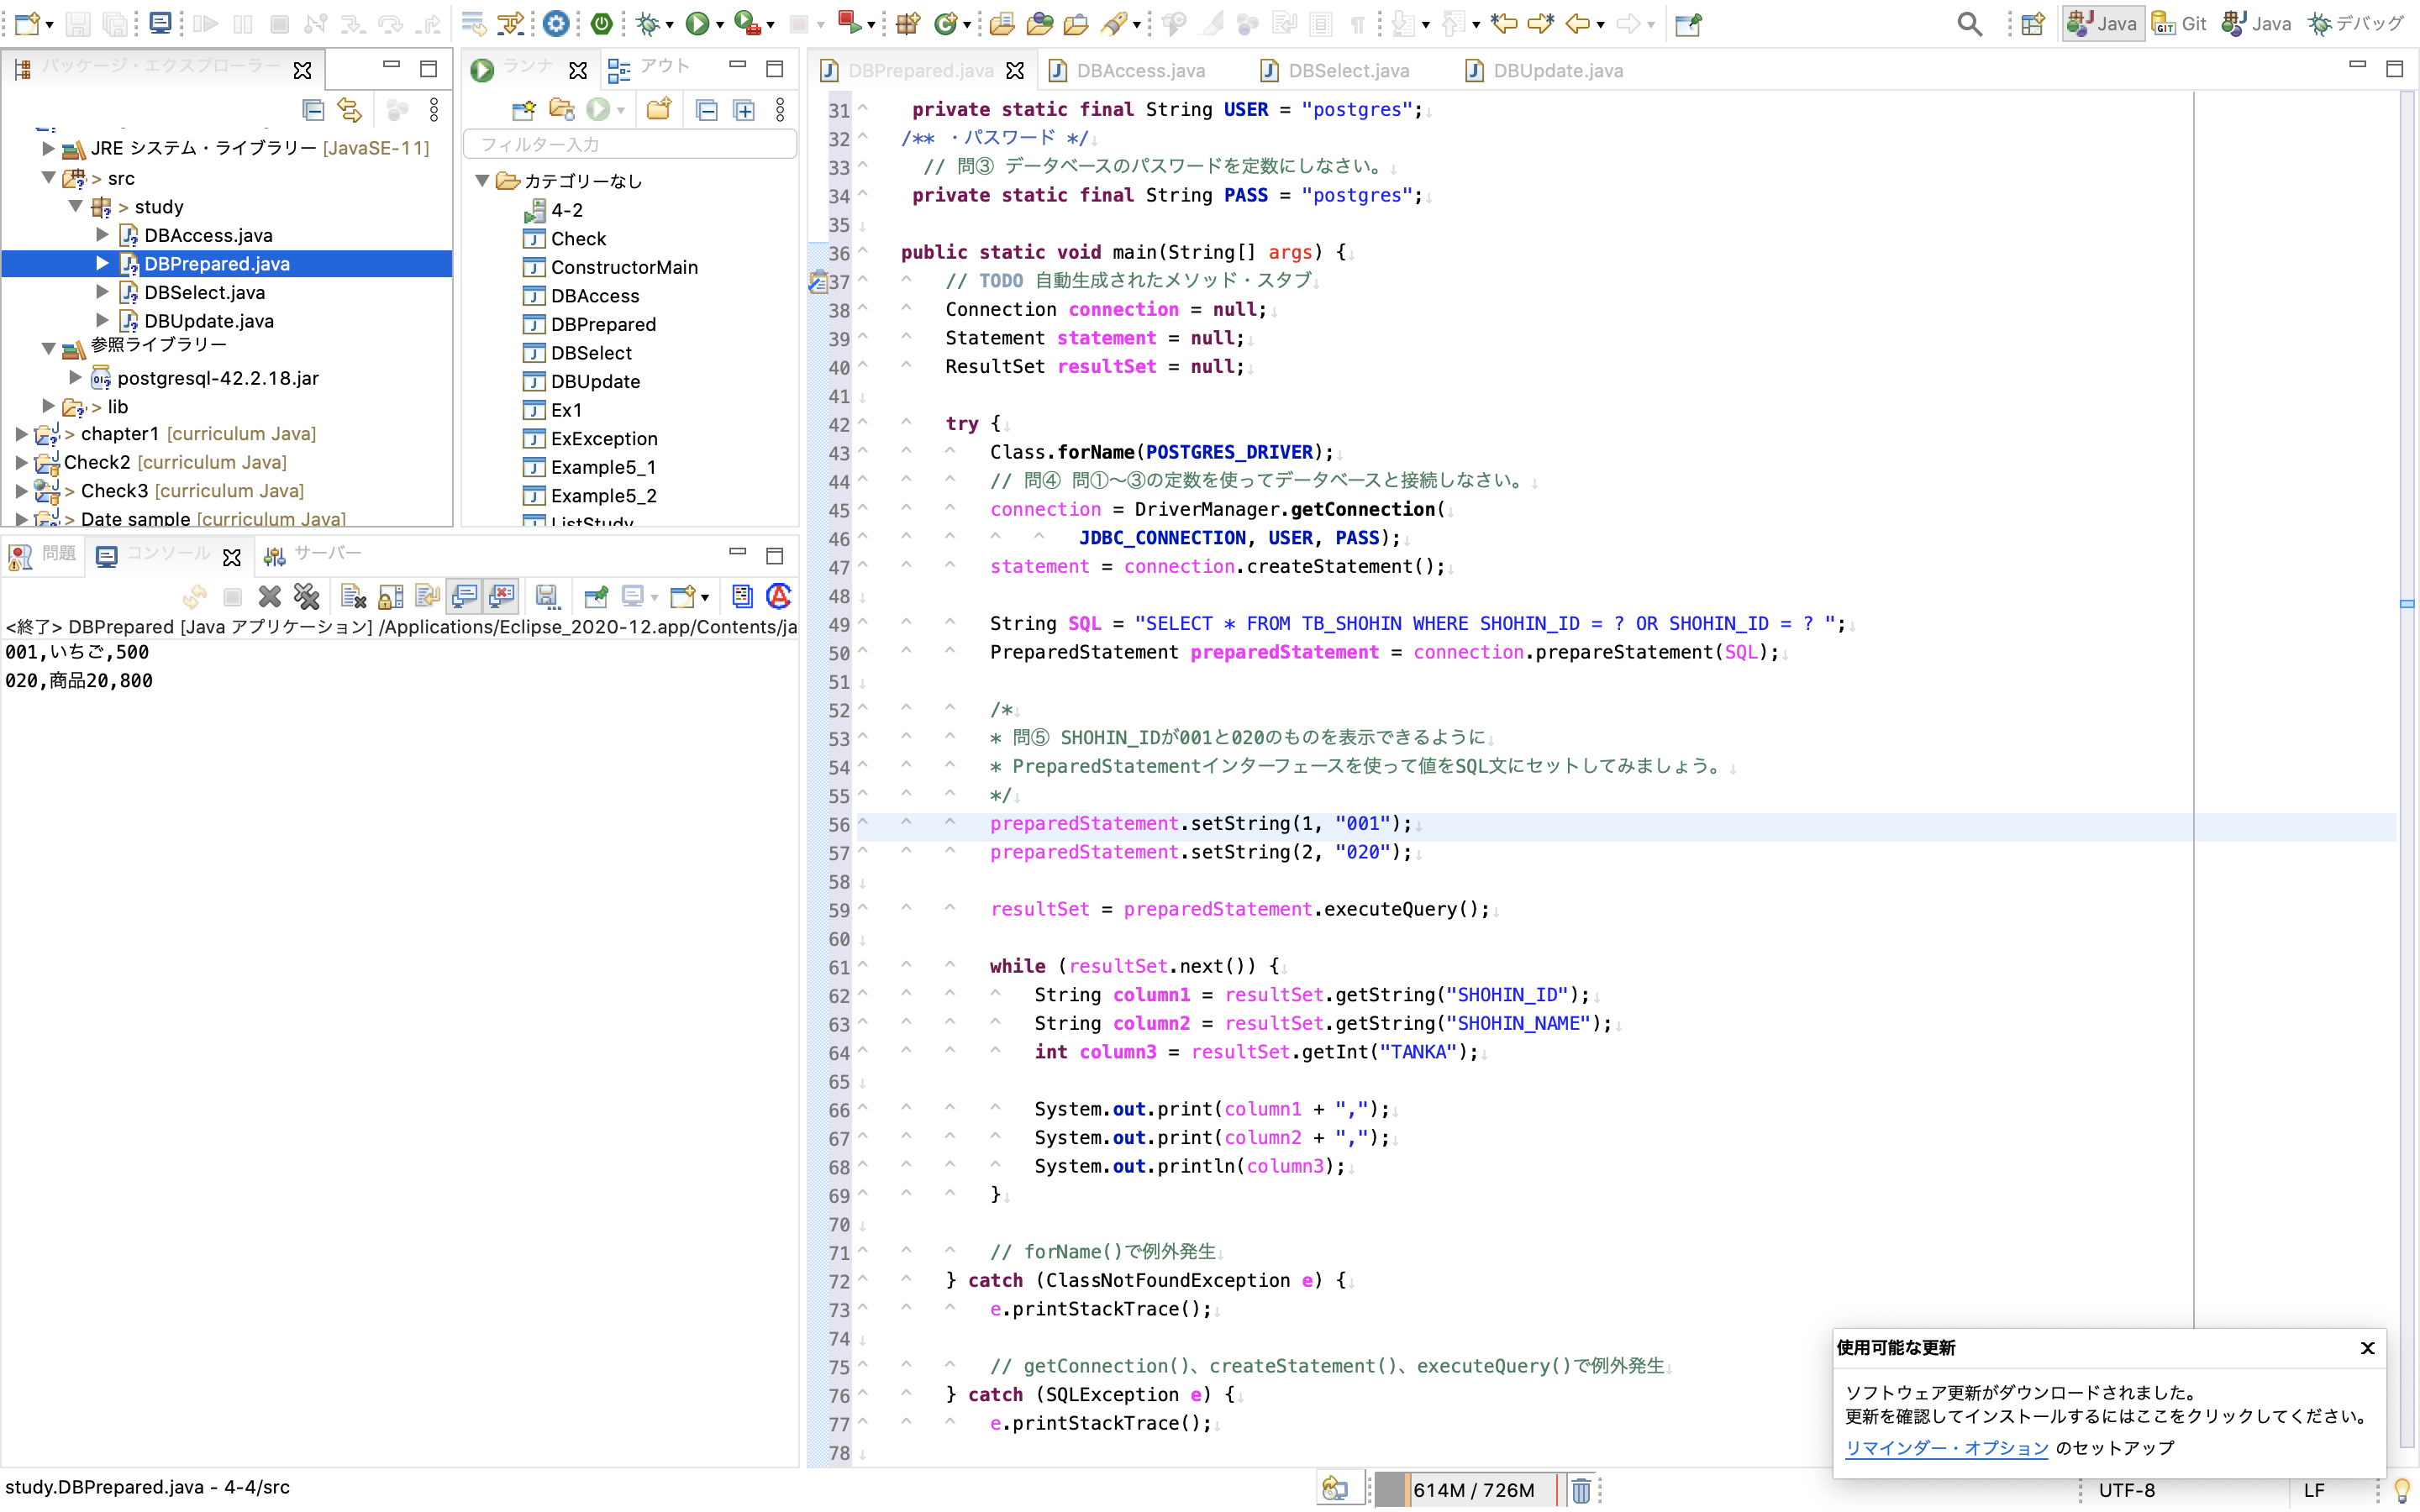 Java
Git
Java
デバッグ
パッケージ・エクスプローラー
JRE システム・ライブラリー [JavaSE-11]
> src
> study
DBAccess.java
DBPrepared.java
DBSelect.java
DBUpdate.java
参照ライブラリー
postgresql-42.2.18.jar
> lib
> chapter1 [curriculum Java]
Check2 [curriculum Java]
> Check3 [curriculum Java]
> Date sample [curriculum Java]
ランナ
アウト
フィルター入力
カテゴリーなし
4-2
Check
ConstructorMain
DBAccess
DBPrepared
DBSelect
DBUpdate
Ex1
ExException
Example5_1
Example5_2
ListStudy
問題
コンソール
サーバー
<終了> DBPrepared [Java アプリケーション] /Applications/Eclipse_2020-12.app/Contents/ja
001,いちご,500
020,商品20,800
DBPrepared.java
DBAccess.java
DBSelect.java
DBUpdate.java
31 private static final String USER = "postgres";
32 /** ・パスワード */
33 // 問③ データベースのパスワードを定数にしなさい。
34 private static final String PASS = "postgres";
35
36 public static void main(String[] args) {
37 // TODO 自動生成されたメソッド・スタブ
38 Connection connection = null;
39 Statement statement = null;
40 ResultSet resultSet = null;
41
42 try {
43 Class.forName(POSTGRES_DRIVER);
44 // 問④ 問①～③の定数を使ってデータベースと接続しなさい。
45 connection = DriverManager.getConnection(
46 JDBC_CONNECTION, USER, PASS);
47 statement = connection.createStatement();
48
49 String SQL = "SELECT * FROM TB_SHOHIN WHERE SHOHIN_ID = ? OR SHOHIN_ID = ? ";
50 PreparedStatement preparedStatement = connection.prepareStatement(SQL);
51
52 /*
53 * 問⑤ SHOHIN_IDが001と020のものを表示できるように
54 * PreparedStatementインターフェースを使って値をSQL文にセットしてみましょう。
55 */
56 preparedStatement.setString(1, "001");
57 preparedStatement.setString(2, "020");
58
59 resultSet = preparedStatement.executeQuery();
60
61 while (resultSet.next()) {
62 String column1 = resultSet.getString("SHOHIN_ID");
63 String column2 = resultSet.getString("SHOHIN_NAME");
64 int column3 = resultSet.getInt("TANKA");
65
66 System.out.print(column1 + ",");
67 System.out.print(column2 + ",");
68 System.out.println(column3);
69 }
70
71 // forName()で例外発生
72 } catch (ClassNotFoundException e) {
73 e.printStackTrace();
74
75 // getConnection()、createStatement()、executeQuery()で例外発生
76 } catch (SQLException e) {
77 e.printStackTrace();
78
使用可能な更新
ソフトウェア更新がダウンロードされました。
更新を確認してインストールするにはここをクリックしてください。
リマインダー・オプション のセットアップ
study.DBPrepared.java - 4-4/src
614M / 726M
UTF-8
LF